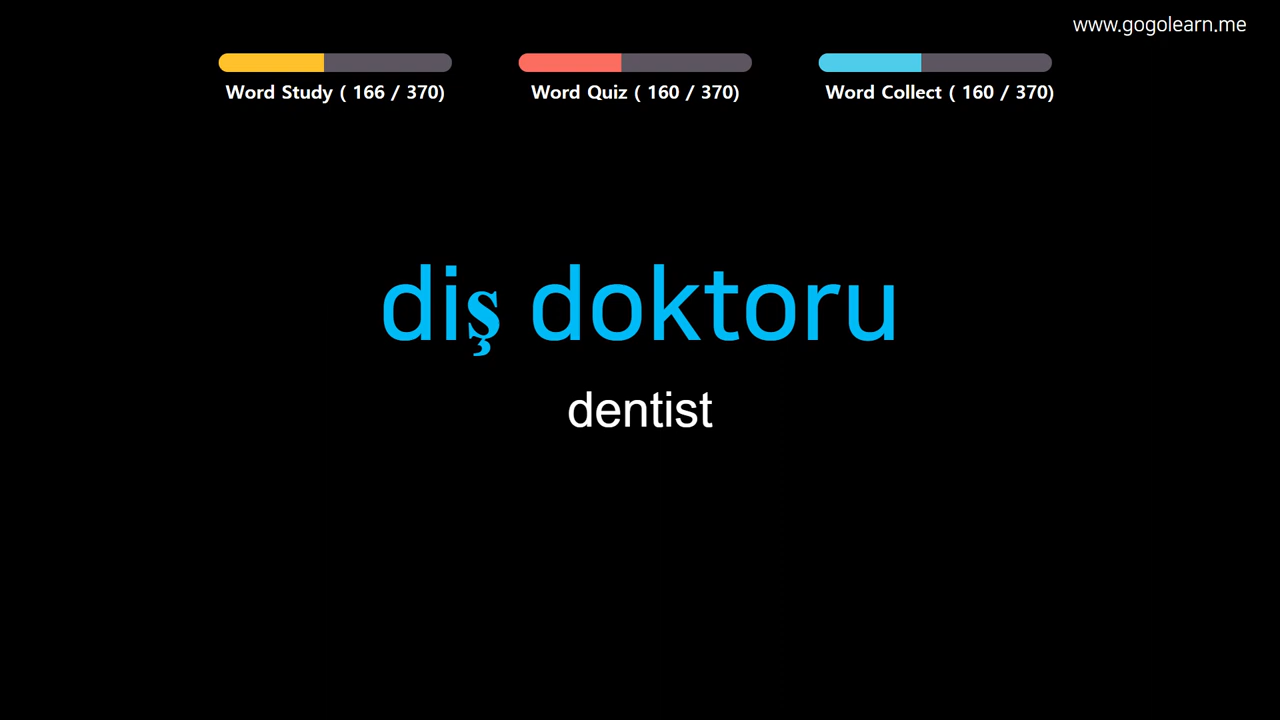 www.gogolearn.me
Word Study ( 166 / 370)
Word Quiz ( 160 / 370)
Word Collect ( 160 / 370)
diş doktoru
dentist